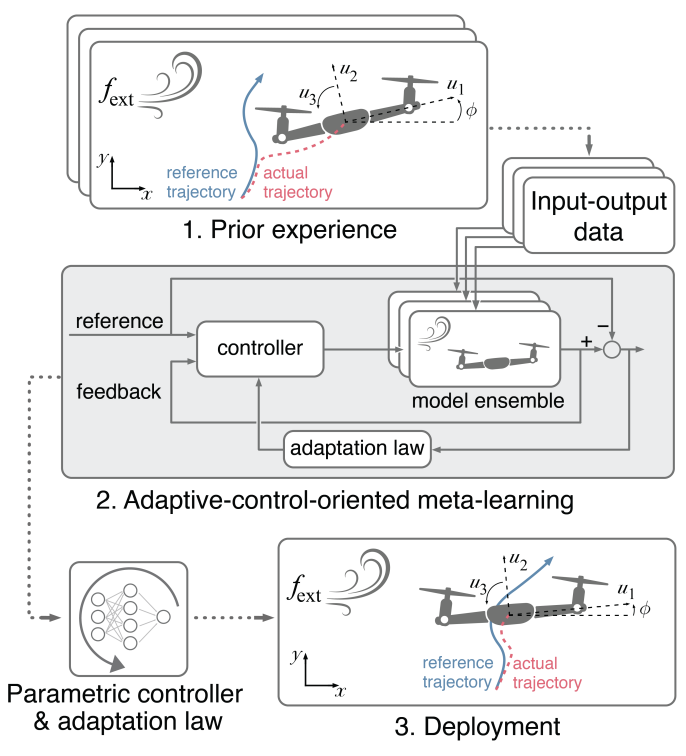 f_ext
u_3
u_2
u_1
ϕ
y
x
reference
trajectory
actual
trajectory
1. Prior experience
Input-output
data
reference
feedback
controller
model ensemble
−
+
adaptation law
2. Adaptive-control-oriented meta-learning
Parametric controller
& adaptation law
f_ext
u_3
u_2
u_1
ϕ
y
x
reference
trajectory
actual
trajectory
3. Deployment